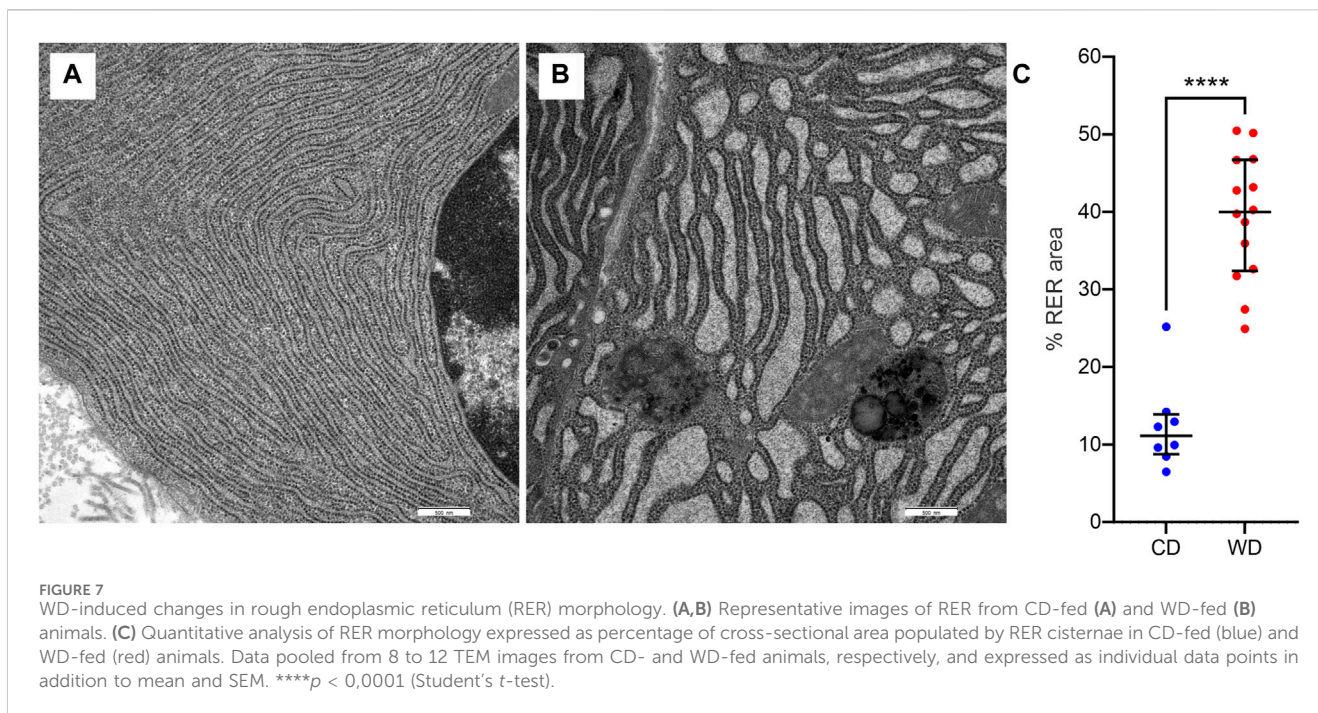 A
B
C
500 nm
500 nm
% RER area
60
50
40
30
20
10
0
****
CD
WD
FIGURE 7
WD-induced changes in rough endoplasmic reticulum (RER) morphology. (A,B) Representative images of RER from CD-fed (A) and WD-fed (B)
animals. (C) Quantitative analysis of RER morphology expressed as percentage of cross-sectional area populated by RER cisternae in CD-fed (blue) and
WD-fed (red) animals. Data pooled from 8 to 12 TEM images from CD- and WD-fed animals, respectively, and expressed as individual data points in
addition to mean and SEM. ****p < 0,0001 (Student's t-test).